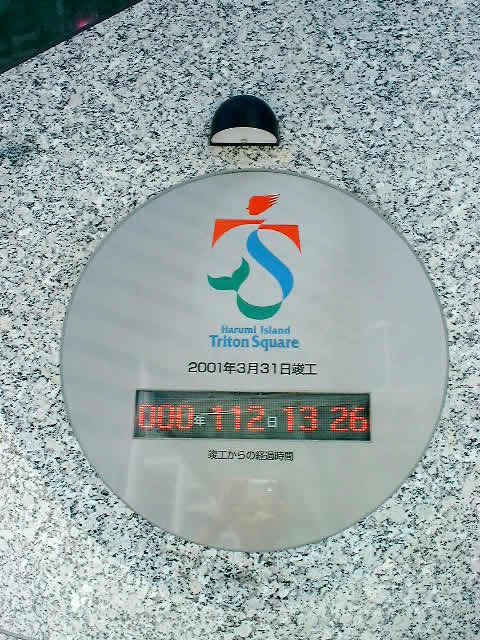 Harumi Island
Triton Square
2001年3月31日竣工
000年112日13 26
竣工からの経過時間